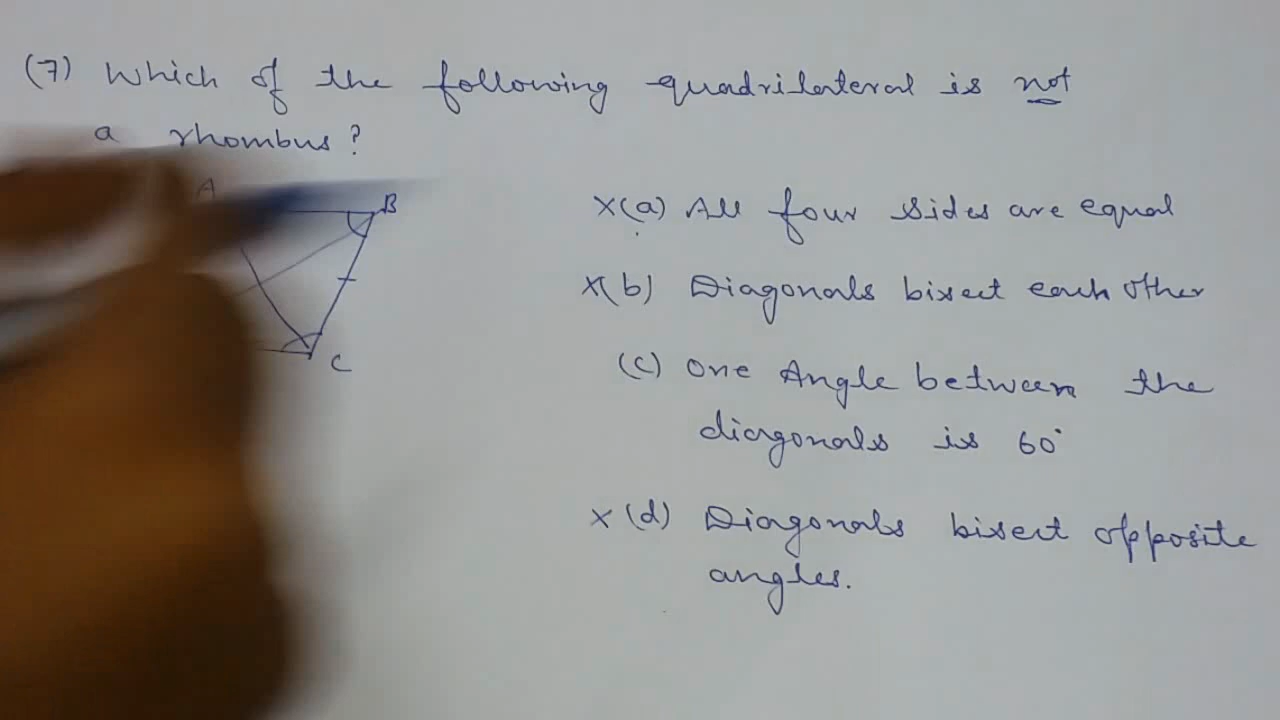 (7) Which of the following quadrilateral is not
a rhombus?
A
B
X(a) All four sides are equal
X(b) Diagonals bisect each other
C
(c) One Angle between the
diagonals is 60°
X(d) Diagonals bisect opposite
angles.